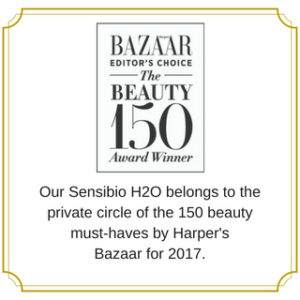 Harper's
BAZAAR
EDITOR'S CHOICE
The
BEAUTY
150
Award Winner
Our Sensibio H2O belongs to the
private circle of the 150 beauty
must-haves by Harper's
Bazaar for 2017.